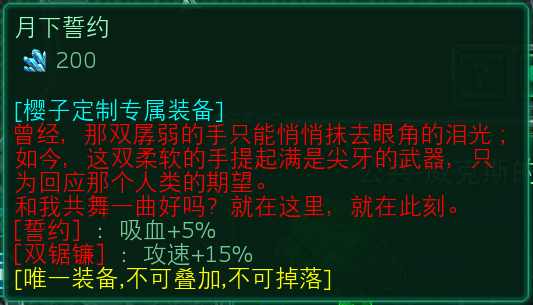 月下誓约
200
[樱子定制专属装备]
曾经, 那双孱弱的手只能悄悄抹去眼角的泪光；
如今, 这双柔软的手提起满是尖牙的武器, 只
为回应那个人类的期望。
和我共舞一曲好吗? 就在这里, 就在此刻。
[誓约] : 吸血+5%
[双锯镰] : 攻速+15%
[唯一装备,不可叠加,不可掉落]